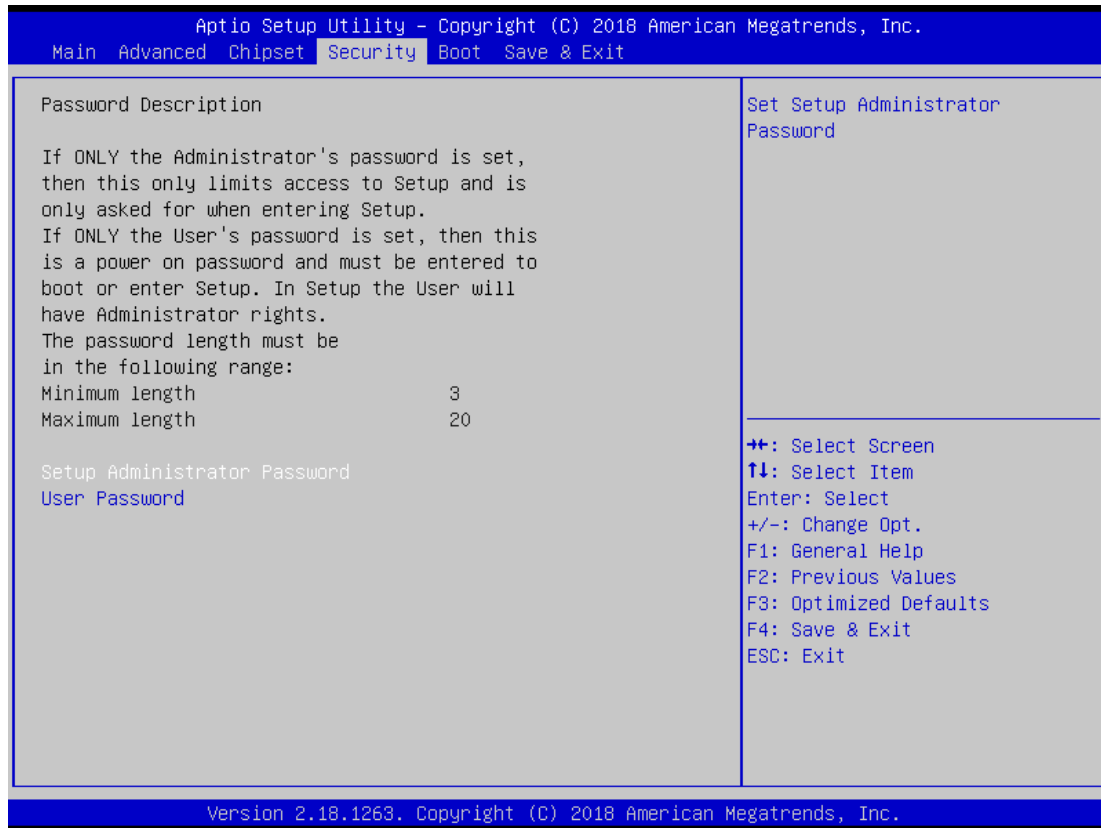 Aptio Setup Utility – Copyright (C) 2018 American Megatrends, Inc.
Main Advanced Chipset Security Boot Save & Exit
Password Description
If ONLY the Administrator's password is set,
then this only limits access to Setup and is
only asked for when entering Setup.
If ONLY the User's password is set, then this
is a power on password and must be entered to
boot or enter Setup. In Setup the User will
have Administrator rights.
The password length must be
in the following range:
Minimum length 3
Maximum length 20
Setup Administrator Password
User Password
Set Setup Administrator
Password
→←: Select Screen
↑↓: Select Item
Enter: Select
+/-: Change Opt.
F1: General Help
F2: Previous Values
F3: Optimized Defaults
F4: Save & Exit
ESC: Exit
Version 2.18.1263. Copyright (C) 2018 American Megatrends, Inc.